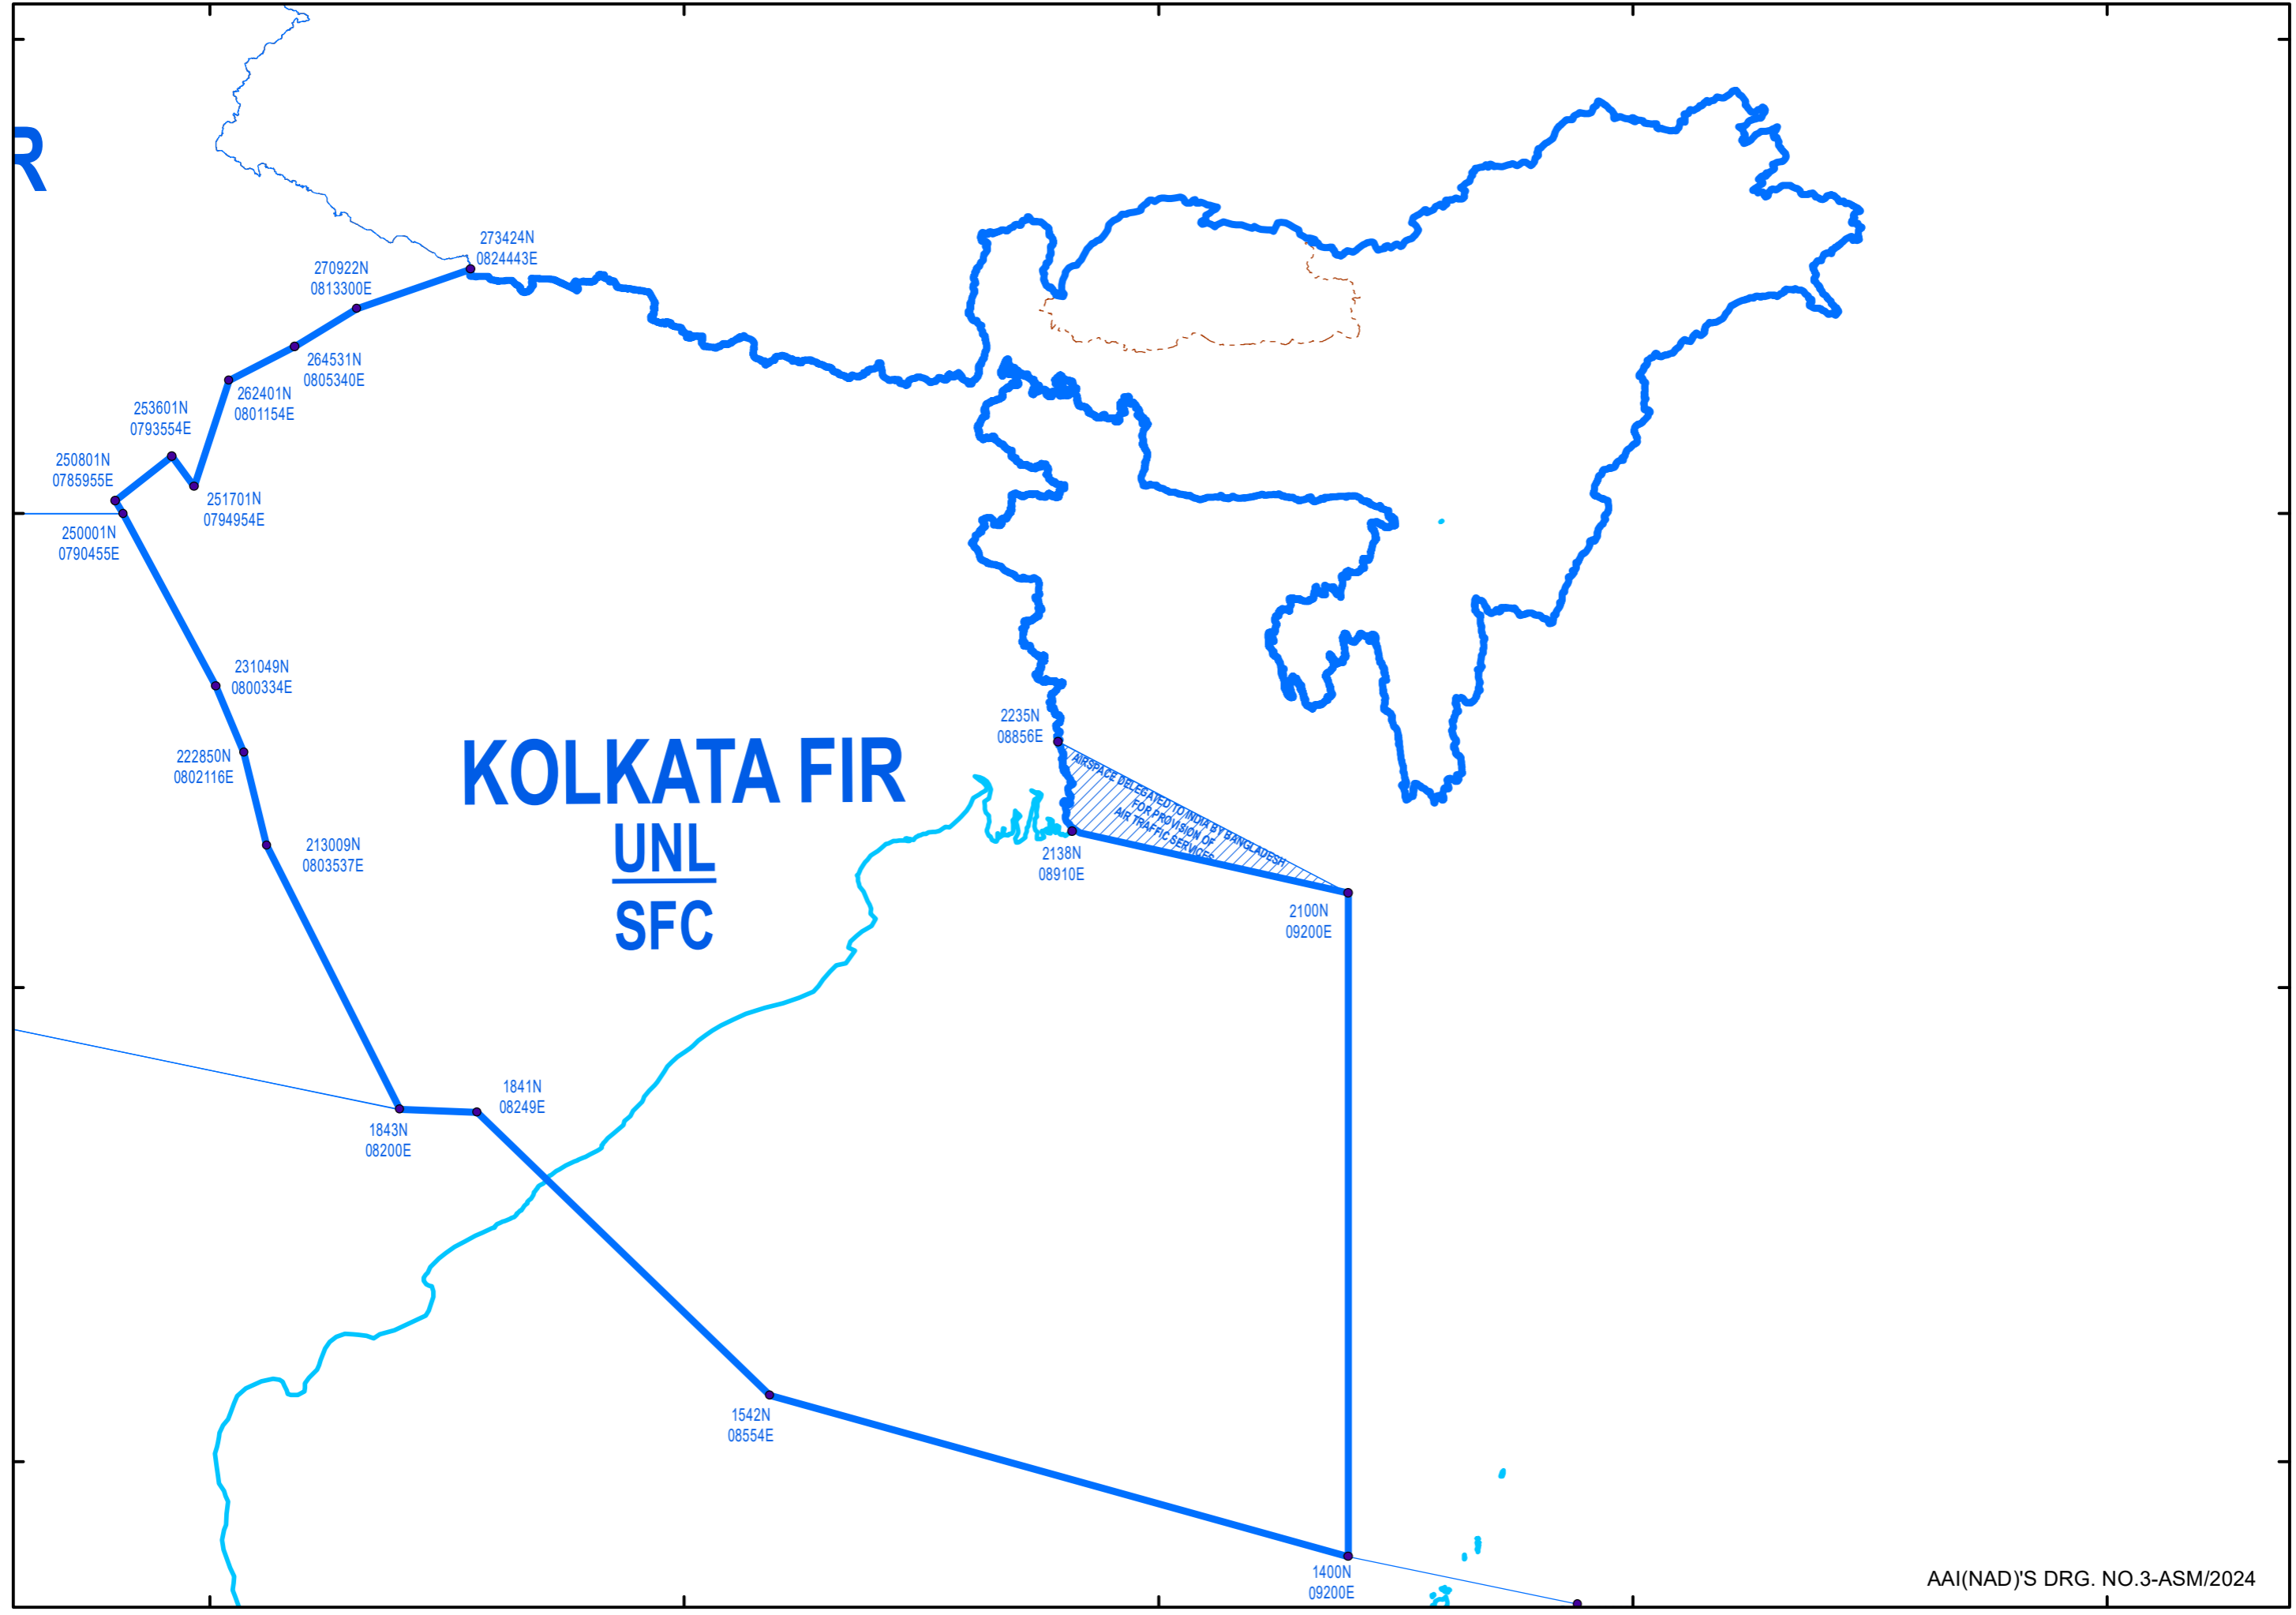 R
273424N
0824443E
270922N
0813300E
264531N
0805340E
262401N
0801154E
253601N
0793554E
250801N
0785955E
251701N
0794954E
250001N
0790455E
231049N
0800334E
222850N
0802116E
213009N
0803537E
KOLKATA FIR
UNL
SFC
2235N
08856E
AIRSPACE DELEGATED TO INDIA BY BANGLADESH
FOR PROVISION OF
AIR TRAFFIC SERVICES
2138N
08910E
2100N
09200E
1841N
08249E
1843N
08200E
1542N
08554E
1400N
09200E
AAI(NAD)'S DRG. NO.3-ASM/2024